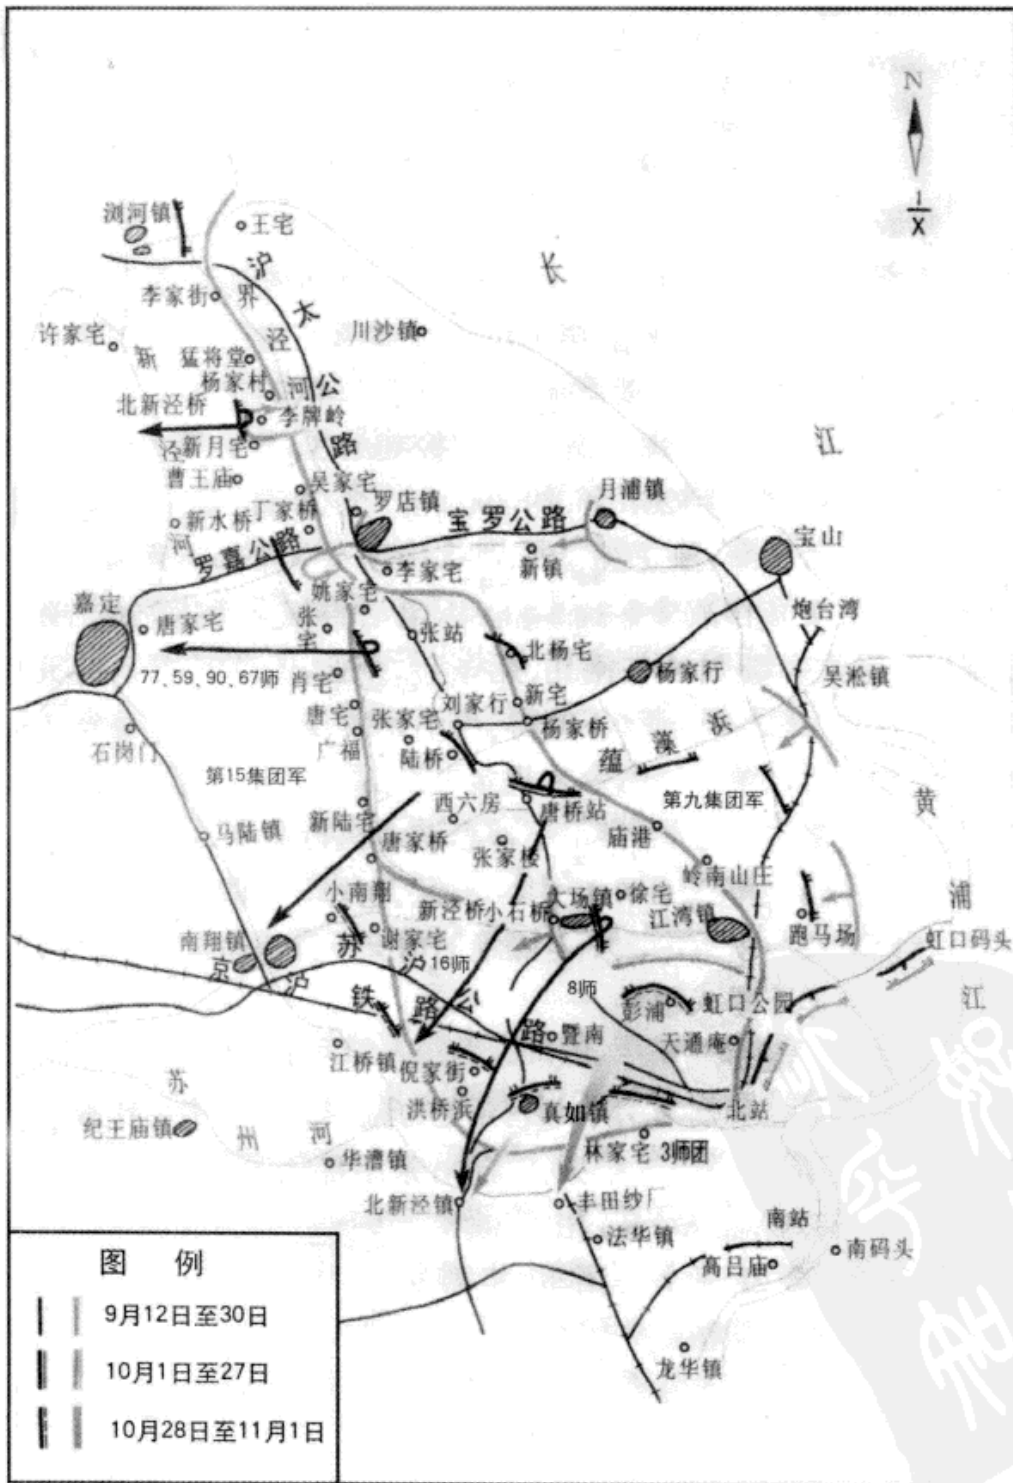 N
1
X
浏河镇
王宅
沪太公路
长江
李家街
界泾河
许家宅
川沙镇
新泾河
猛将堂
杨家村
北新泾桥
李牌岭
新月宅
曹王庙
吴家宅
月浦镇
罗店镇
丁家桥
新水桥
宝罗公路
宝山
罗嘉公路
新镇
李家宅
姚家宅
嘉定
唐家宅
张宅
张站
炮台湾
北杨宅
杨家行
吴淞镇
77、59、90、67师
肖宅
刘家行
新宅
唐宅
张家宅
杨家桥
石岗门
广福
陆桥
蕴藻浜
第15集团军
西六房
唐桥站
第九集团军
黄浦江
马陆镇
新陆宅
庙港
唐家桥
张家楼
岭南山庄
小南翔
新泾桥
小石桥
大场镇
徐宅
江湾镇
跑马场
虹口码头
南翔镇
谢家宅
京沪铁路
苏沪公路
16师
8师
彭浦
虹口公园
暨南
天通庵
江桥镇
倪家街
苏州河
洪桥浜
真如镇
北站
纪王庙镇
华漕镇
林家宅
3师团
北新泾镇
丰田纱厂
南站
法华镇
高吕庙
南码头
龙华镇
图 例
9月12日至30日
10月1日至27日
10月28日至11月1日